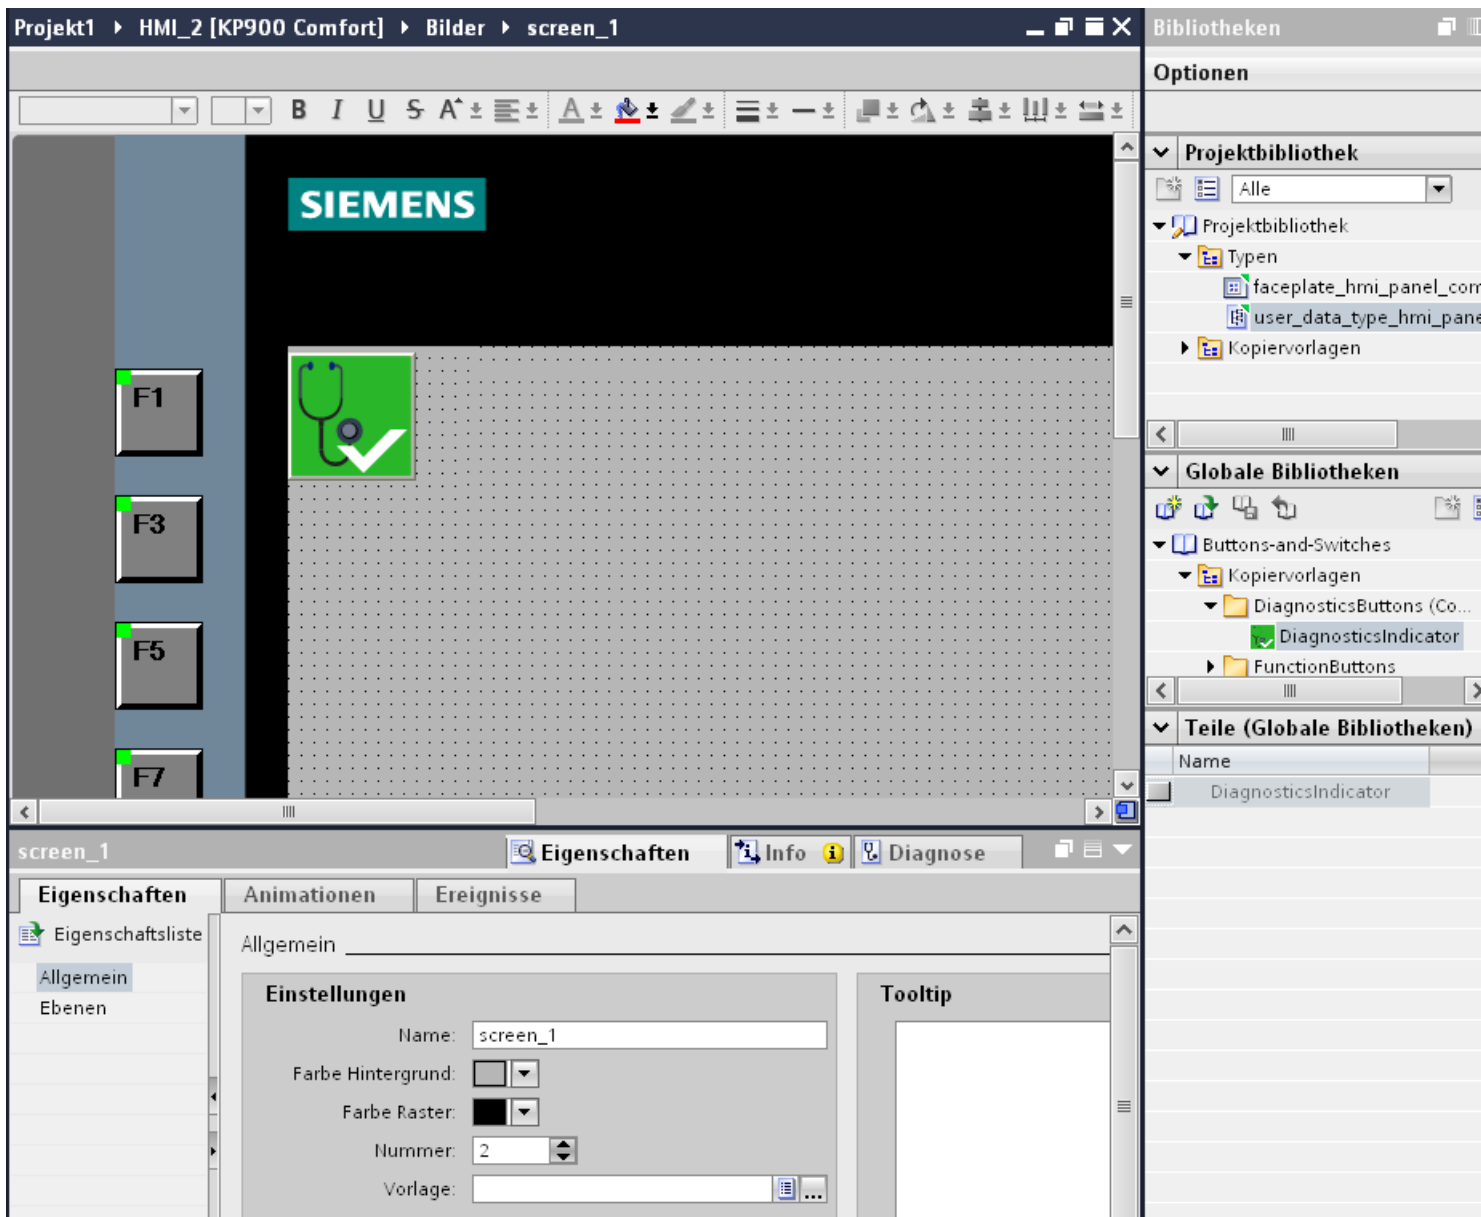 Projekt1 ▸ HMI_2 [KP900 Comfort] ▸ Bilder ▸ screen_1
Bibliotheken
Optionen
B I U S A A
Projektbibliothek
Alle
Projektbibliothek
Typen
faceplate_hmi_panel_com
user_data_type_hmi_pane
Kopiervorlagen
SIEMENS
F1
F3
F5
F7
Globale Bibliotheken
Buttons-and-Switches
Kopiervorlagen
DiagnosticsButtons (Co...
DiagnosticsIndicator
FunctionButtons
Teile (Globale Bibliotheken)
Name
DiagnosticsIndicator
screen_1
Eigenschaften
Info
Diagnose
Eigenschaften
Animationen
Ereignisse
Eigenschaftsliste
Allgemein
Ebenen
Allgemein
Einstellungen
Name: screen_1
Farbe Hintergrund:
Farbe Raster:
Nummer: 2
Vorlage:
...
Tooltip